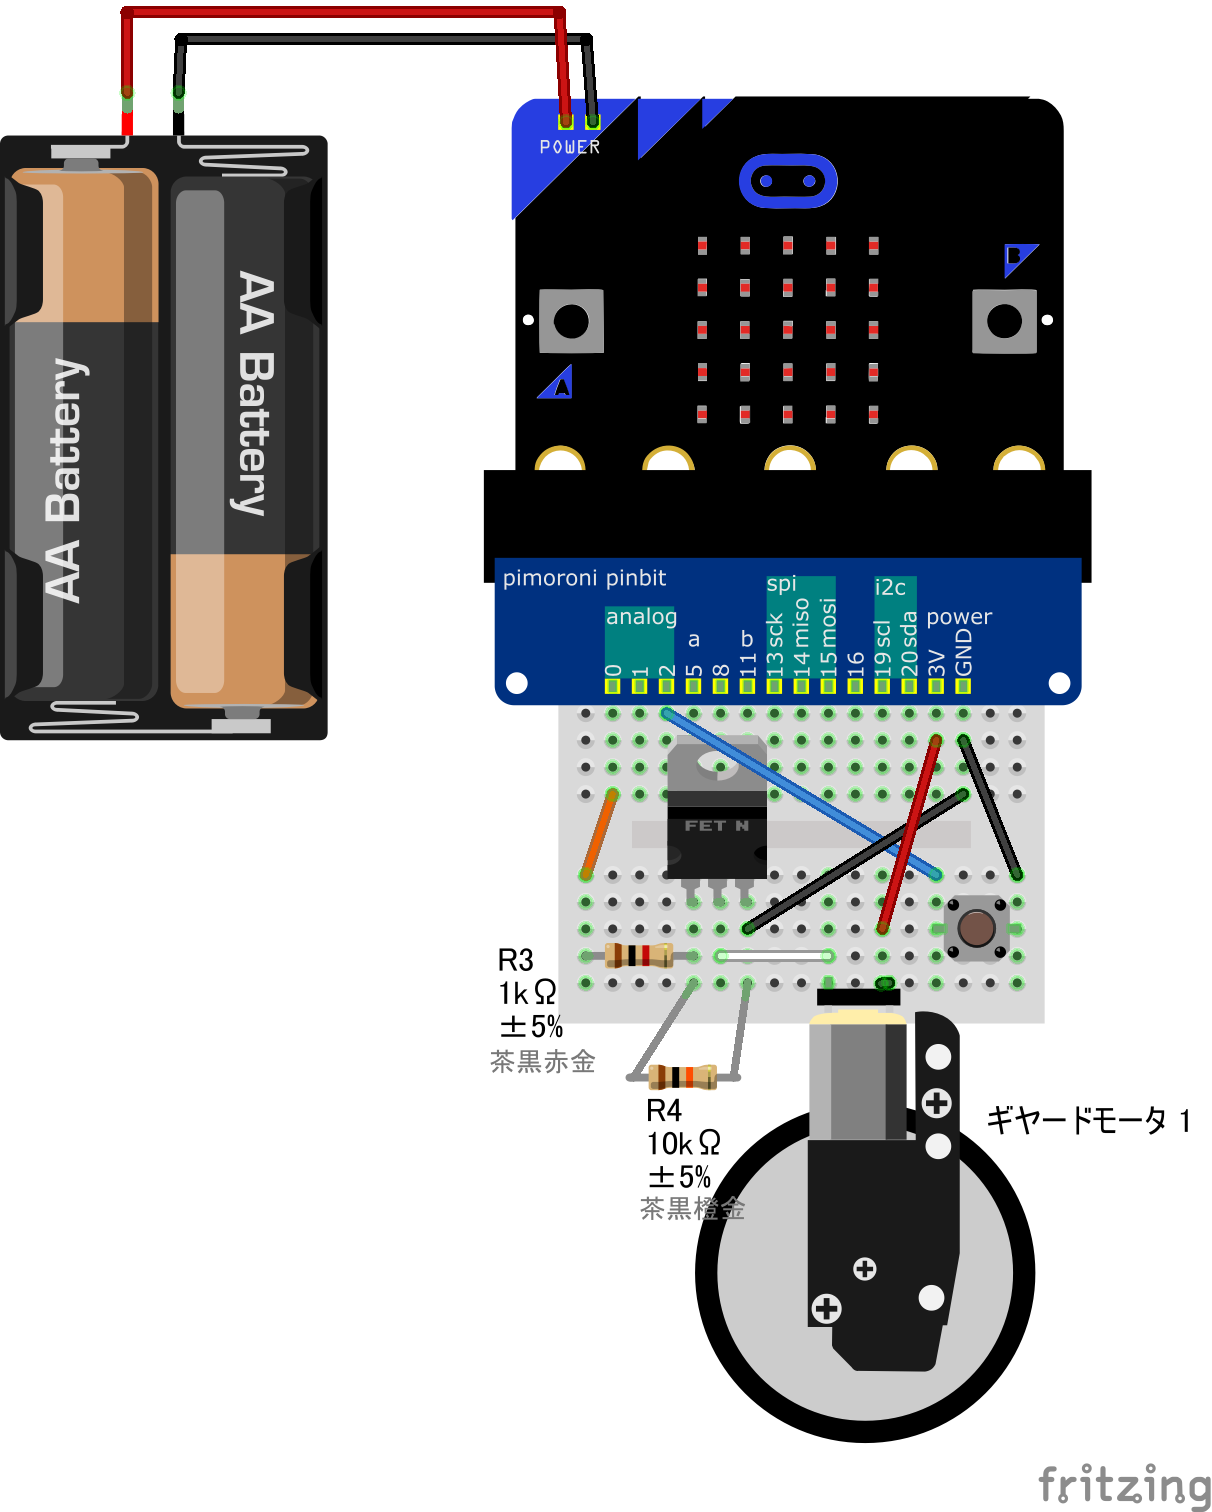 POWER
AA Battery
AA Battery
B
A
pimoroni pinbit
spi
i2c
analog
power
a
b
0
1
2
5
8
11
13 sck
14 miso
15 mosi
16
19 scl
20 sda
3V
GND
FET N
R3
1kΩ
±5%
茶黒赤金
R4
10kΩ
±5%
茶黒橙金
ギヤードモータ 1
fritzing